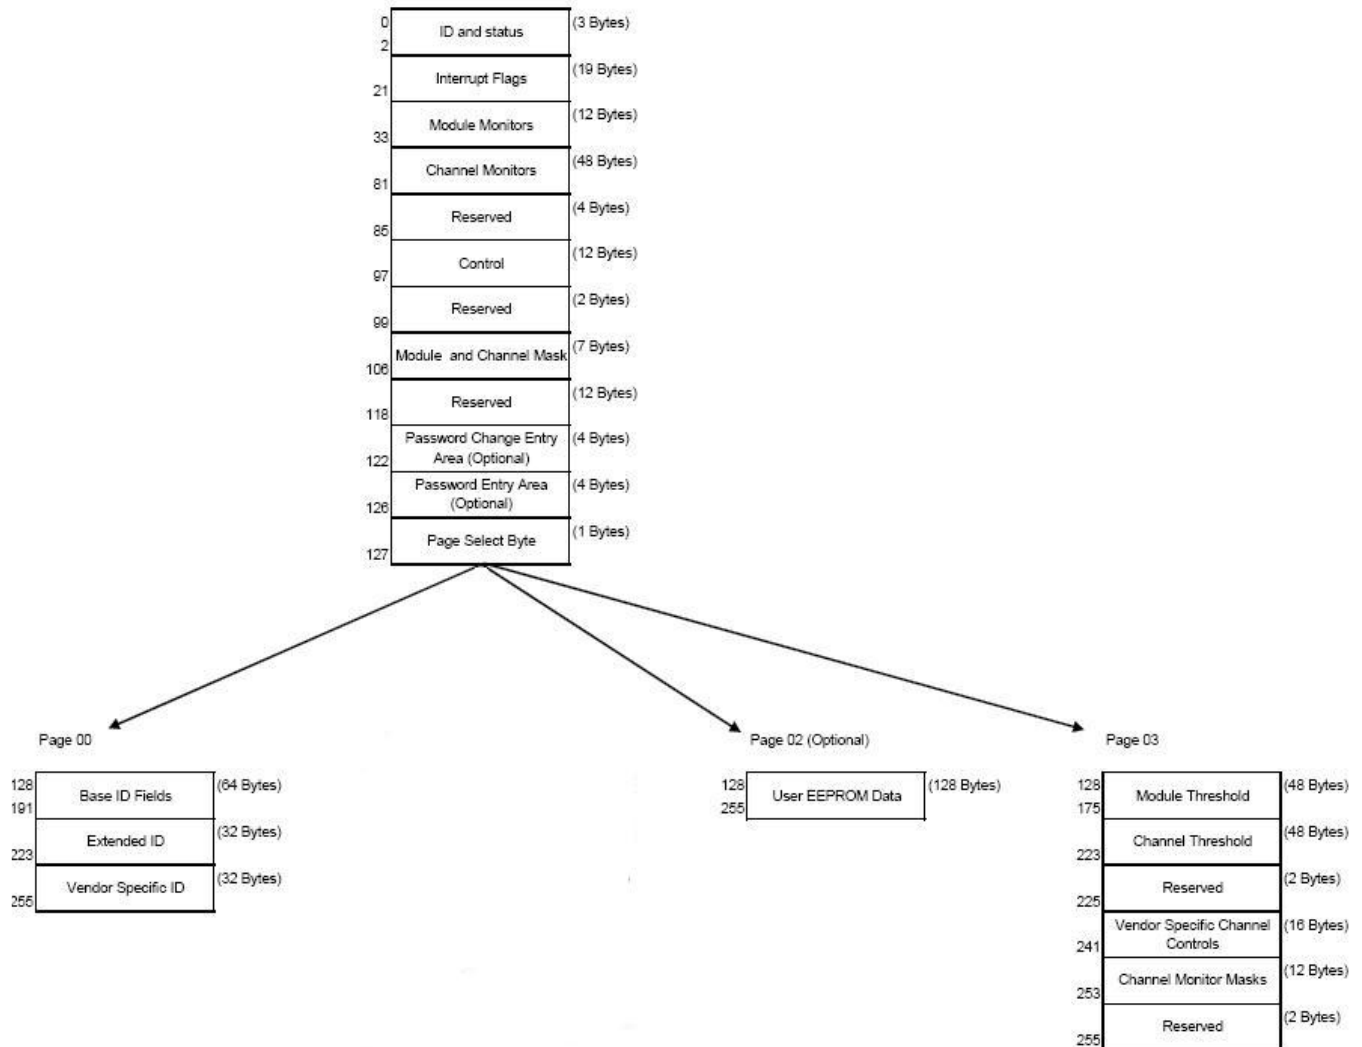 0 ID and status (3 Bytes)
2
Interrupt Flags (19 Bytes)
21
Module Monitors (12 Bytes)
33
Channel Monitors (48 Bytes)
81
Reserved (4 Bytes)
85
Control (12 Bytes)
97
Reserved (2 Bytes)
99
Module and Channel Mask (7 Bytes)
106
Reserved (12 Bytes)
118
Password Change Entry (4 Bytes)
Area (Optional)
122
Password Entry Area (4 Bytes)
(Optional)
126
Page Select Byte (1 Bytes)
127
Page 00
128 Base ID Fields (64 Bytes)
191
Extended ID (32 Bytes)
223
Vendor Specific ID (32 Bytes)
255
Page 02 (Optional)
128 User EEPROM Data (128 Bytes)
255
Page 03
128 Module Threshold (48 Bytes)
175
Channel Threshold (48 Bytes)
223
Reserved (2 Bytes)
225
Vendor Specific Channel (16 Bytes)
Controls
241
Channel Monitor Masks (12 Bytes)
253
Reserved (2 Bytes)
255